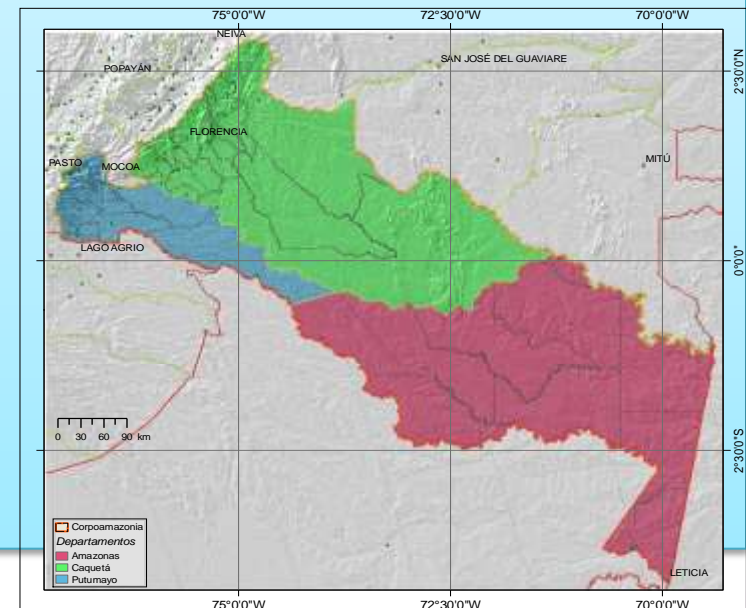 75°0'0"W 72°30'0"W 70°0'0"W
NEIVA
SAN JOSÉ DEL GUAVIARE
POPAYÁN
2°30'0"N
FLORENCIA
PASTO
MOCOA
MITÚ
LAGO AGRIO
0°0'0"
0 30 60 90 km
2°30'0"S
Corpoamazonia
Departamentos
Amazonas
Caquetá
Putumayo
LETICIA
75°0'0"W 72°30'0"W 70°0'0"W